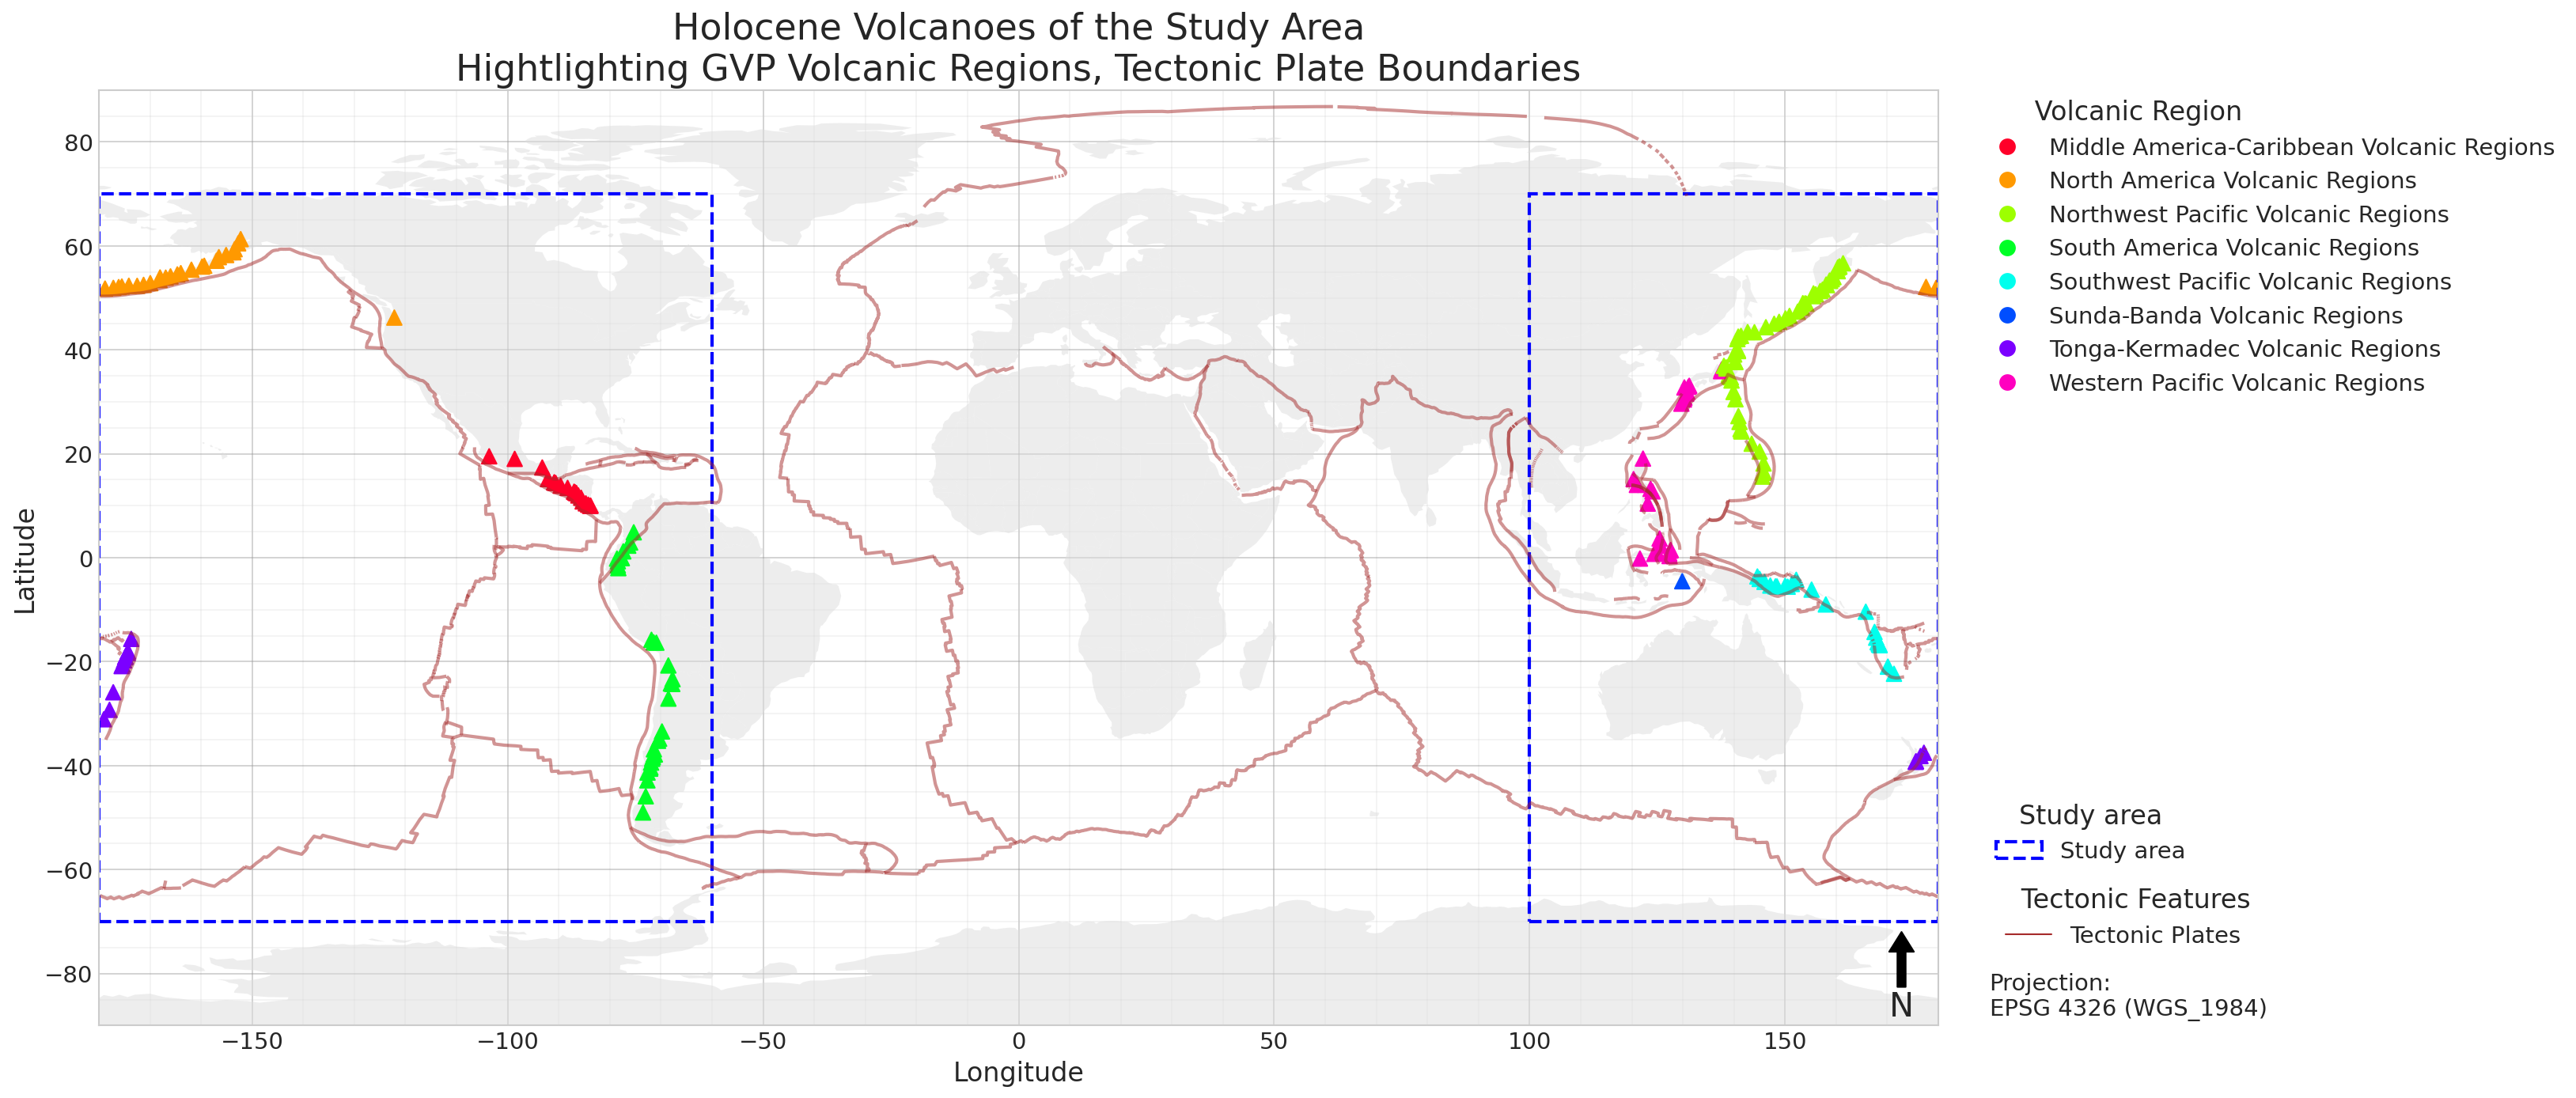 Holocene Volcanoes of the Study Area
Hightlighting GVP Volcanic Regions, Tectonic Plate Boundaries
Latitude
80
60
40
20
0
−20
−40
−60
−80
−150
−100
−50
0
50
100
150
Longitude
N
Volcanic Region
Middle America-Caribbean Volcanic Regions
North America Volcanic Regions
Northwest Pacific Volcanic Regions
South America Volcanic Regions
Southwest Pacific Volcanic Regions
Sunda-Banda Volcanic Regions
Tonga-Kermadec Volcanic Regions
Western Pacific Volcanic Regions
Study area
Study area
Tectonic Features
Tectonic Plates
Projection:
EPSG 4326 (WGS_1984)